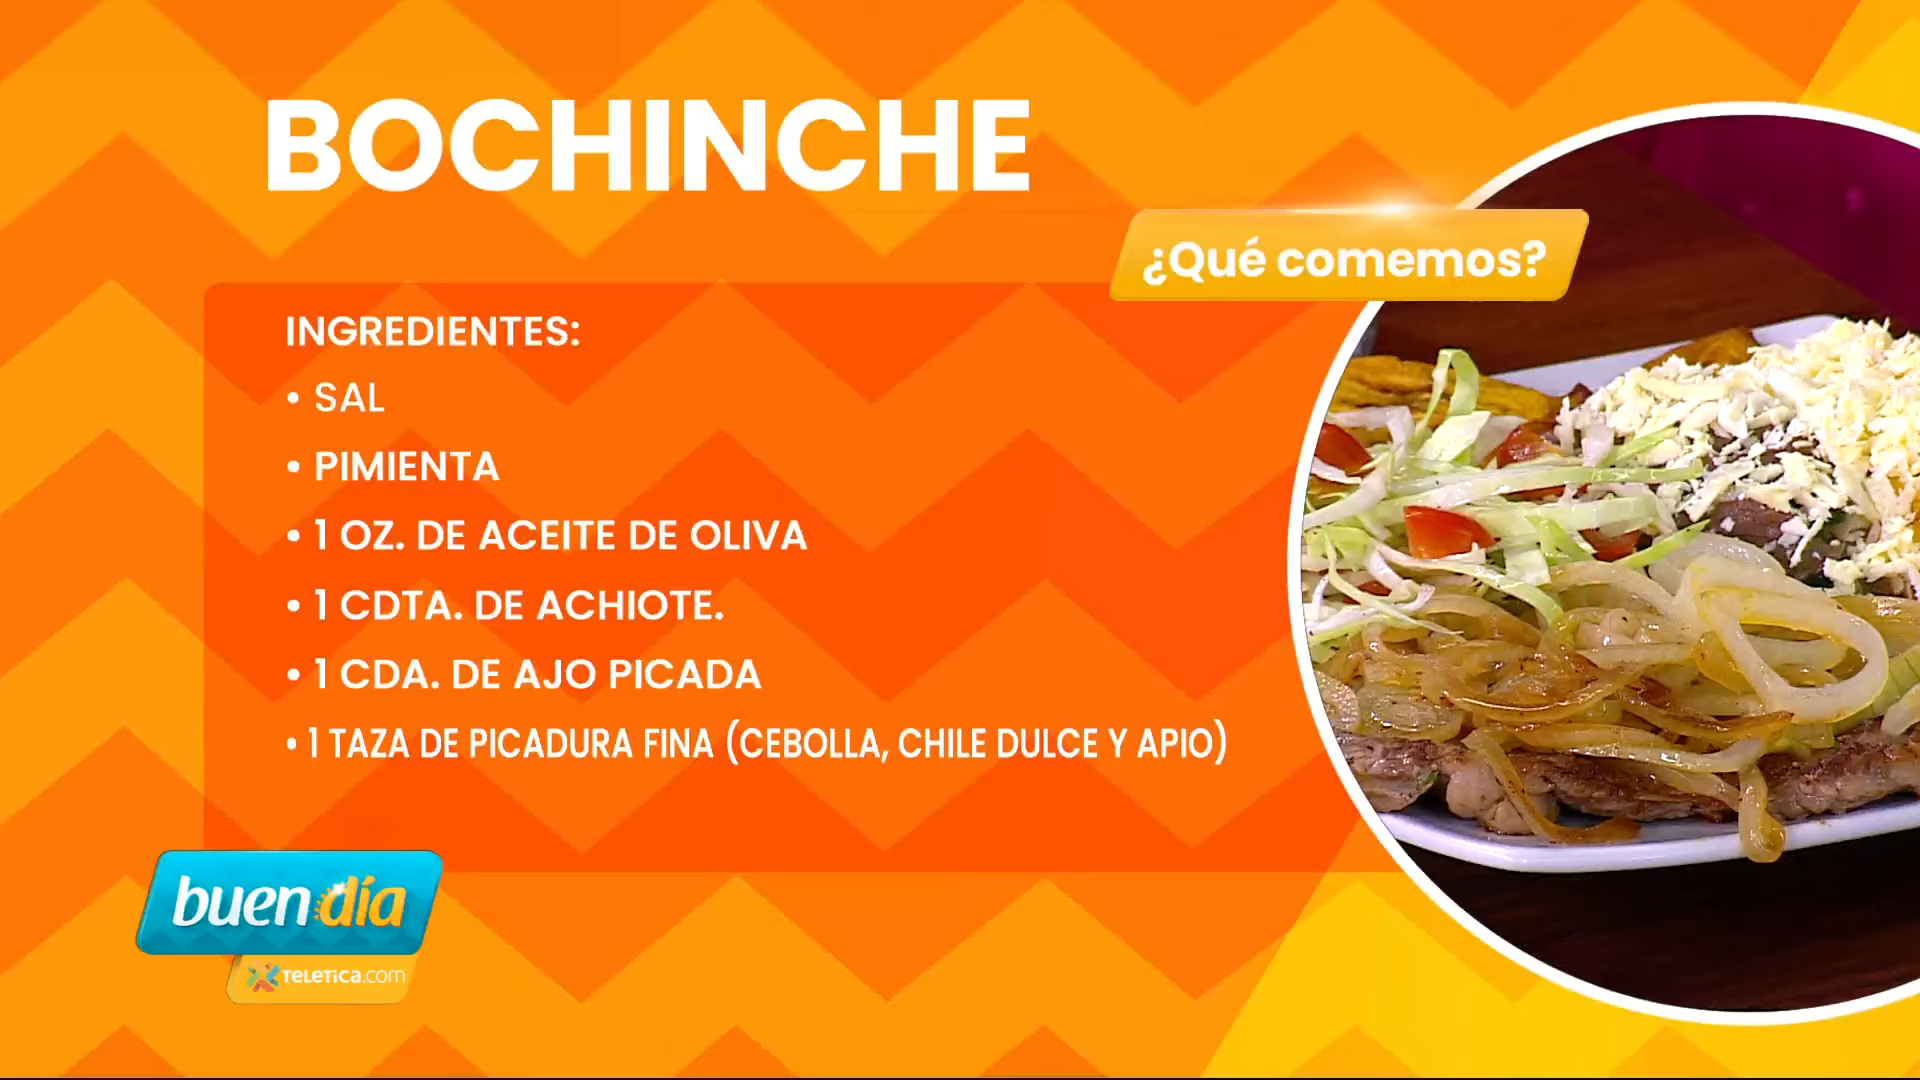 BOCHINCHE
¿Qué comemos?
INGREDIENTES:
• SAL
• PIMIENTA
• 1 OZ. DE ACEITE DE OLIVA
• 1 CDTA. DE ACHIOTE.
• 1 CDA. DE AJO PICADA
• 1 TAZA DE PICADURA FINA (CEBOLLA, CHILE DULCE Y APIO)
buen día
TELETICA.com